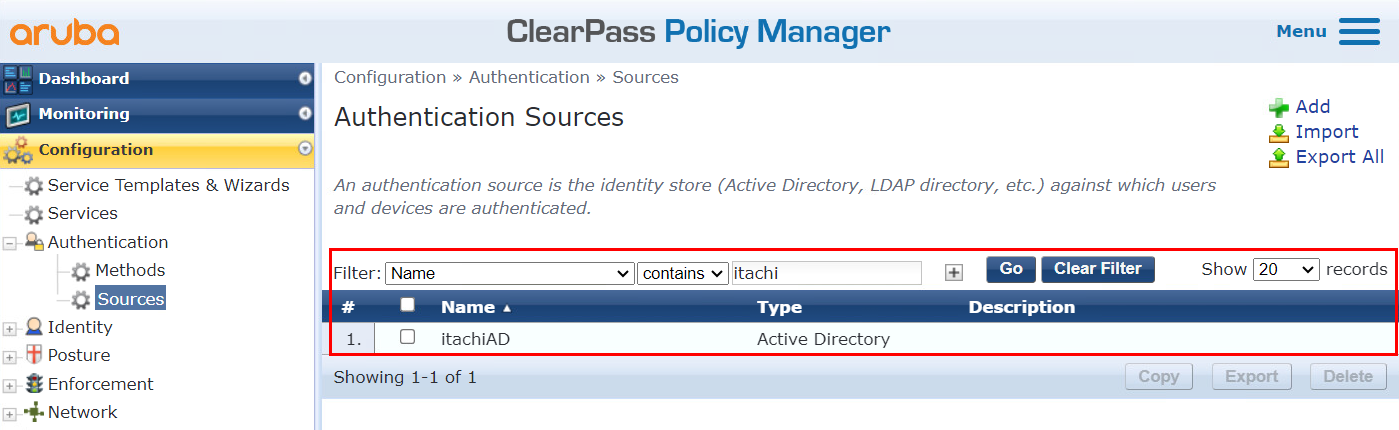 aruba
ClearPass Policy Manager
Menu
Dashboard
Monitoring
Configuration
Service Templates & Wizards
Services
Authentication
Methods
Sources
Identity
Posture
Enforcement
Network
Configuration » Authentication » Sources
Authentication Sources
Add
Import
Export All
An authentication source is the identity store (Active Directory, LDAP directory, etc.) against which users
and devices are authenticated.
Filter: Name contains itachi Go Clear Filter Show 20 records
# Name Type Description
1. itachiAD Active Directory
Showing 1-1 of 1 Copy Export Delete